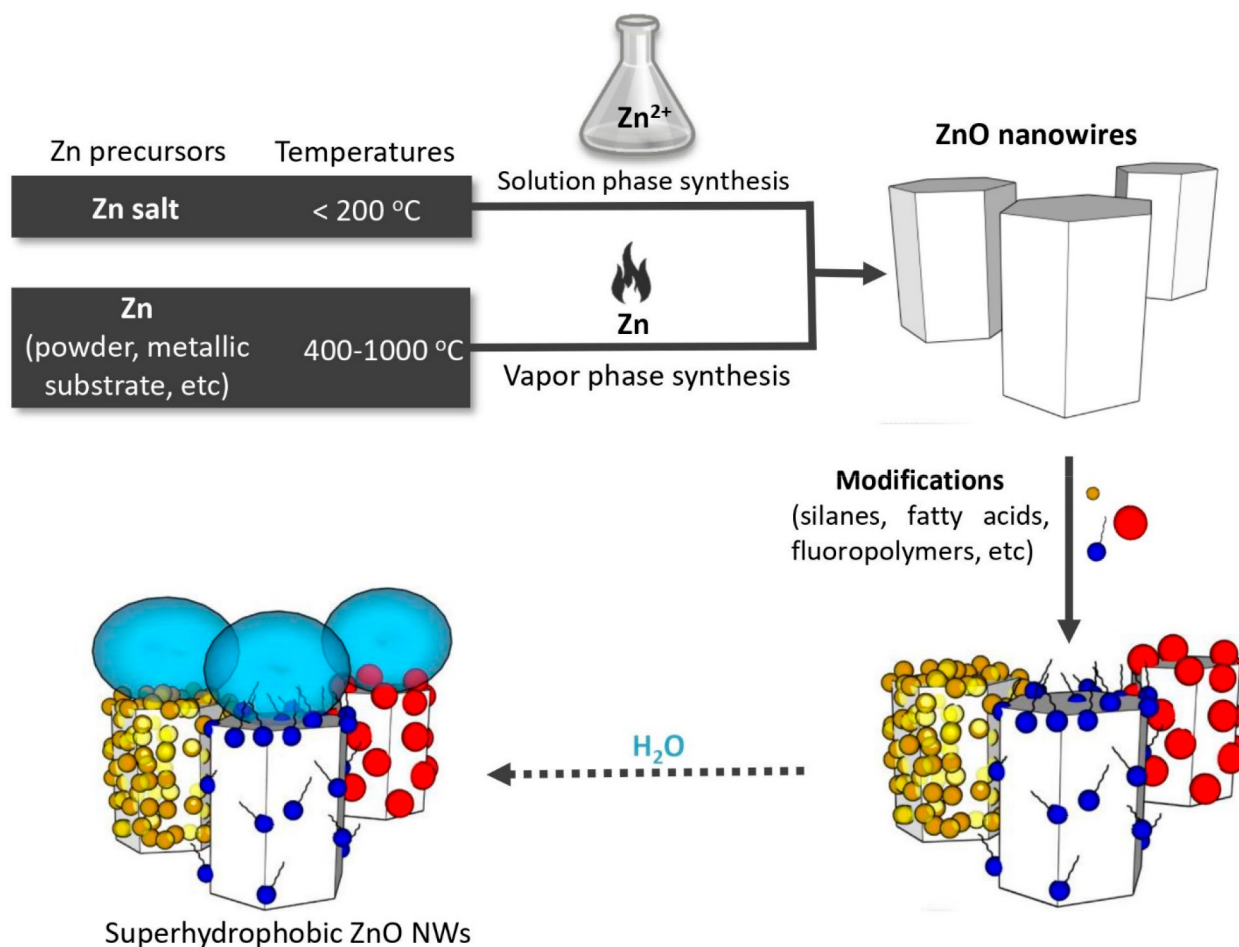 Zn²⁺
ZnO nanowires
Zn precursors
Temperatures
Solution phase synthesis
Zn salt
< 200 °C
Zn
(powder, metallic
substrate, etc)
400-1000 °C
Zn
Vapor phase synthesis
Modifications
(silanes, fatty acids,
fluoropolymers, etc)
H₂O
Superhydrophobic ZnO NWs